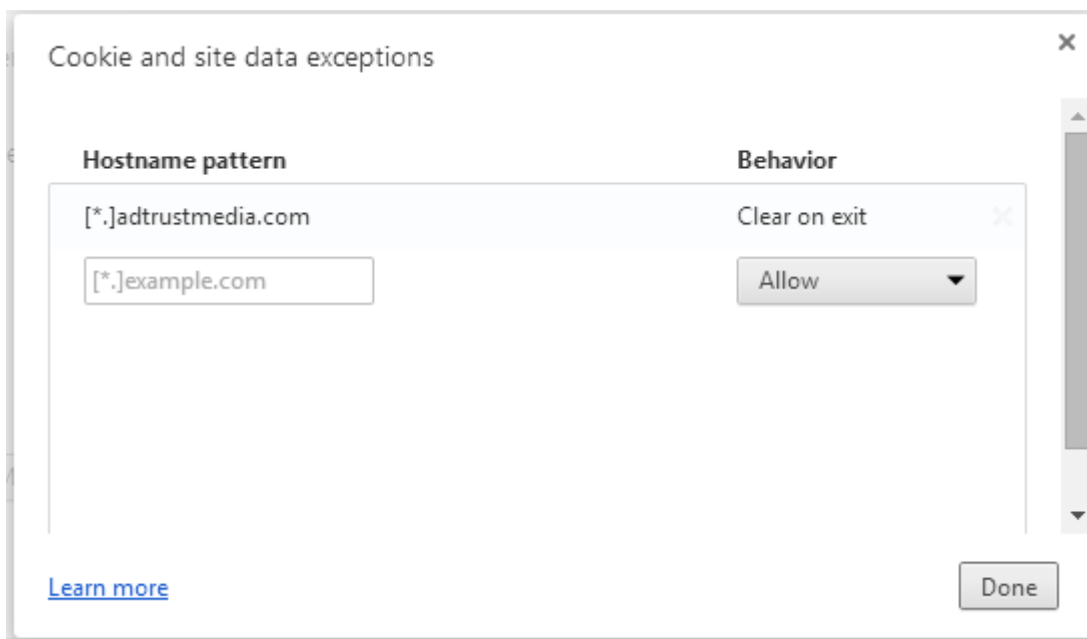 Cookie and site data exceptions
Hostname pattern Behavior
[*.]adtrustmedia.com Clear on exit
[*.]example.com Allow
Learn more Done